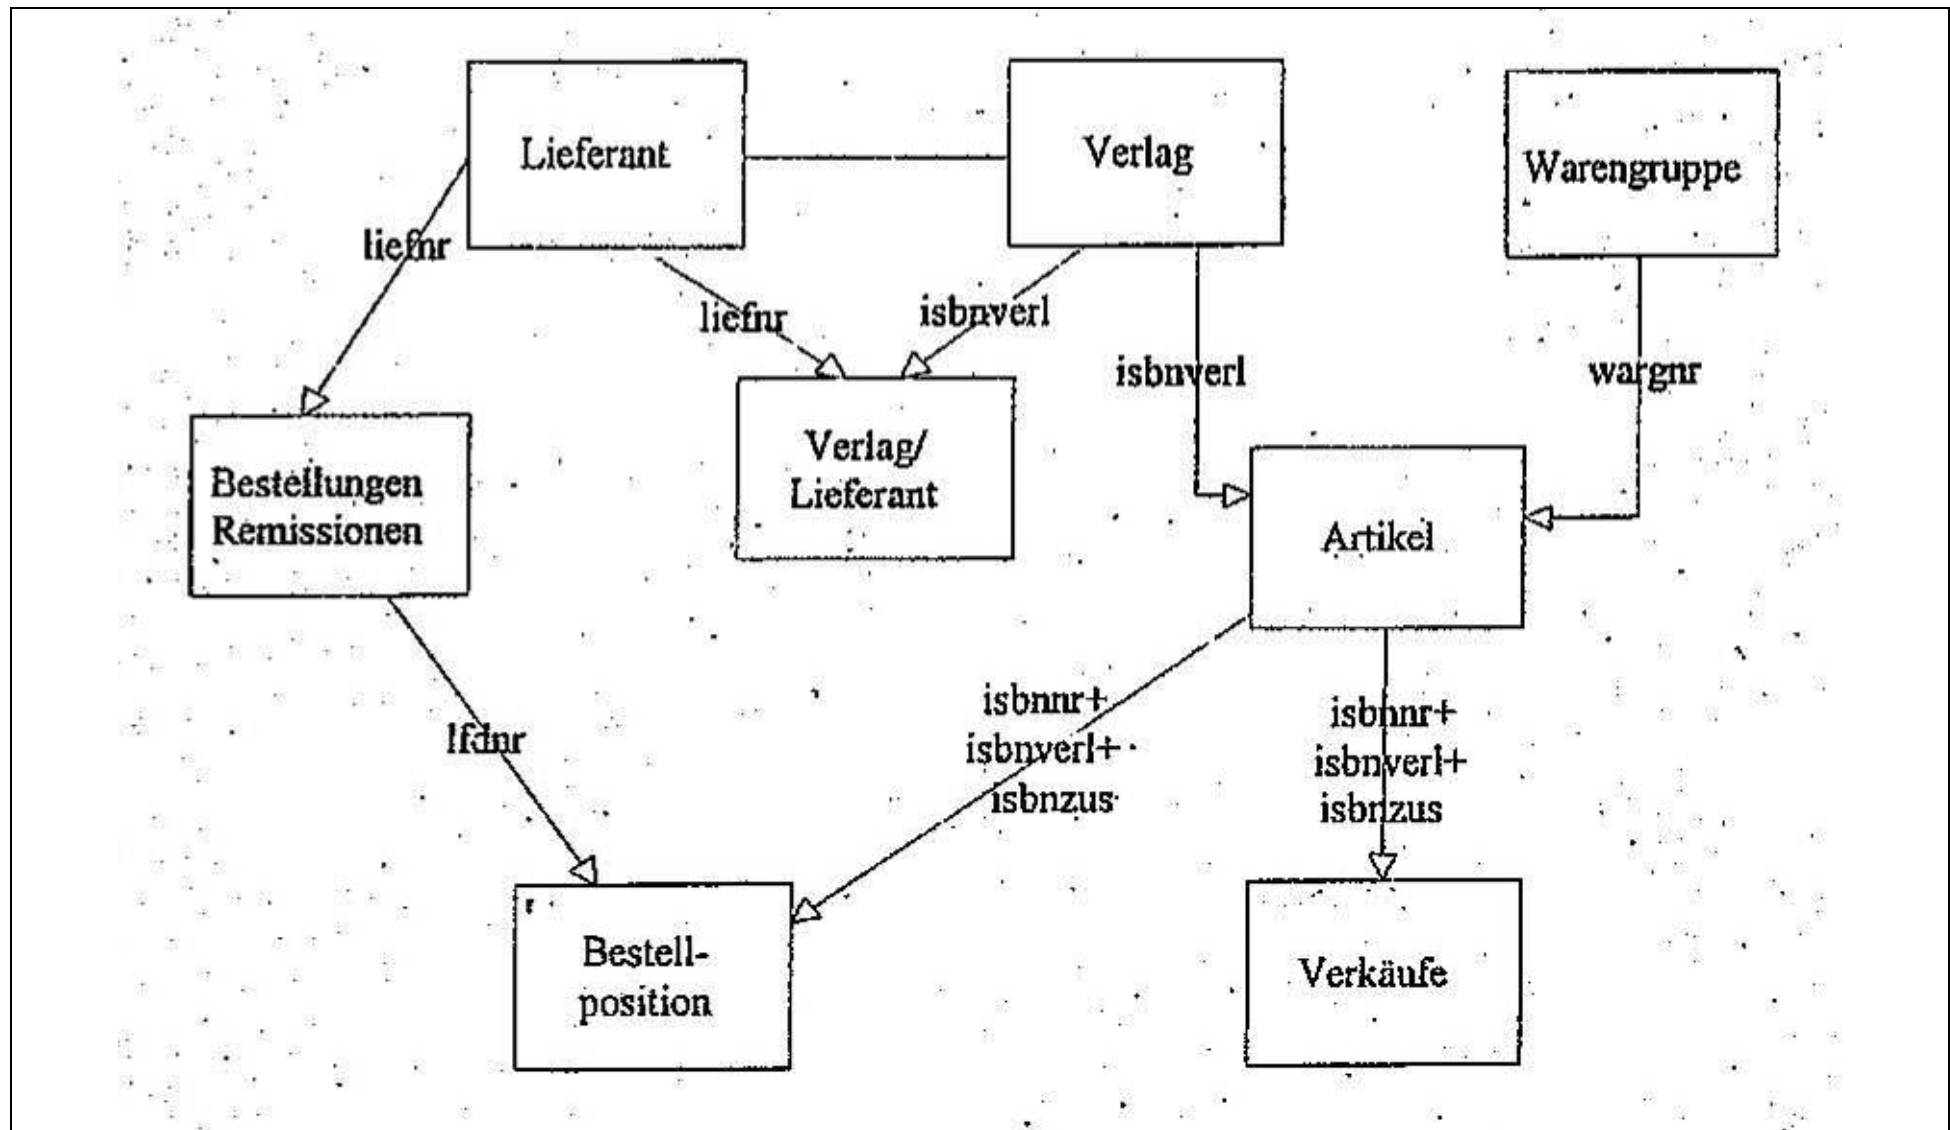 Lieferant
Verlag
Warengruppe
liefnr
liefnr
isbnverl
isbnverl
wargnr
Verlag/
Lieferant
Bestellungen
Remissionen
Artikel
lfdnr
isbnnr+
isbnverl+
isbnzus
isbnnr+
isbnverl+
isbnzus
Bestell-
position
Verkäufe